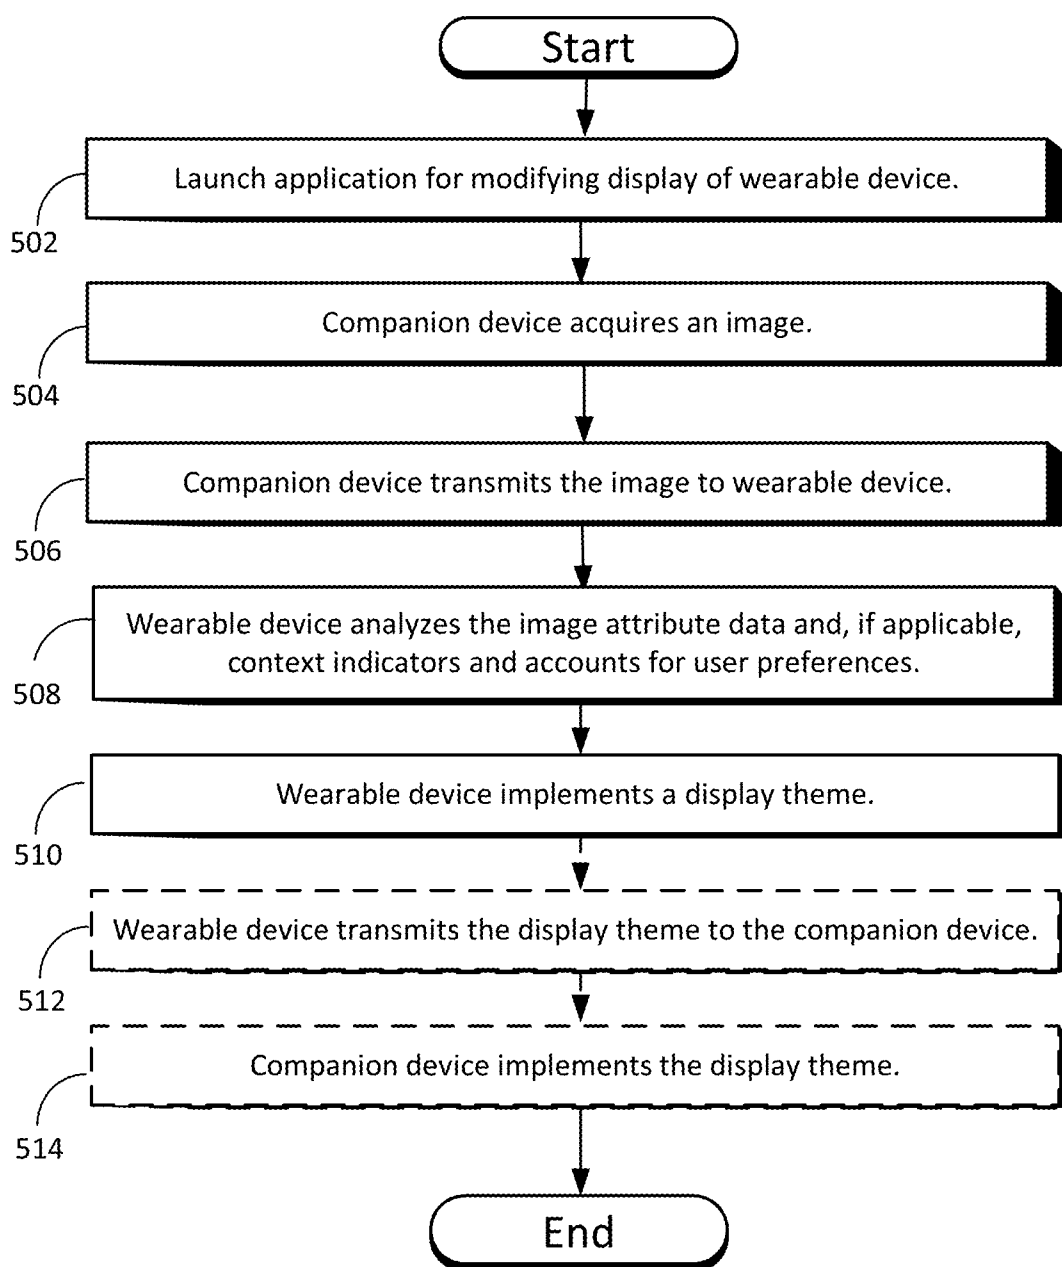 Start
Launch application for modifying display of wearable device.
502
Companion device acquires an image.
504
Companion device transmits the image to wearable device.
506
Wearable device analyzes the image attribute data and, if applicable,
context indicators and accounts for user preferences.
508
Wearable device implements a display theme.
510
Wearable device transmits the display theme to the companion device.
512
Companion device implements the display theme.
514
End